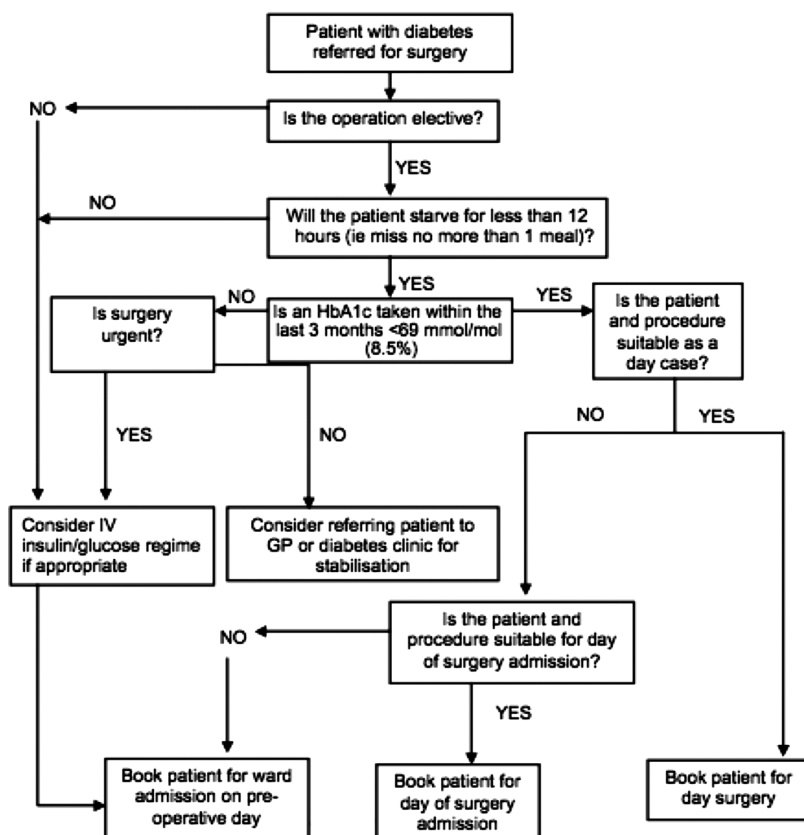 Patient with diabetes
referred for surgery
NO
Is the operation elective?
YES
NO
Will the patient starve for less than 12
hours (ie miss no more than 1 meal)?
YES
NO
YES
Is surgery
urgent?
Is an HbA1c taken within the
last 3 months <69 mmol/mol
(8.5%)
Is the patient
and procedure
suitable as a
day case?
YES
NO
NO
YES
Consider IV
insulin/glucose regime
if appropriate
Consider referring patient to
GP or diabetes clinic for
stabilisation
Is the patient and
procedure suitable for day
of surgery admission?
NO
YES
Book patient for ward
admission on pre-
operative day
Book patient for
day of surgery
admission
Book patient for
day surgery